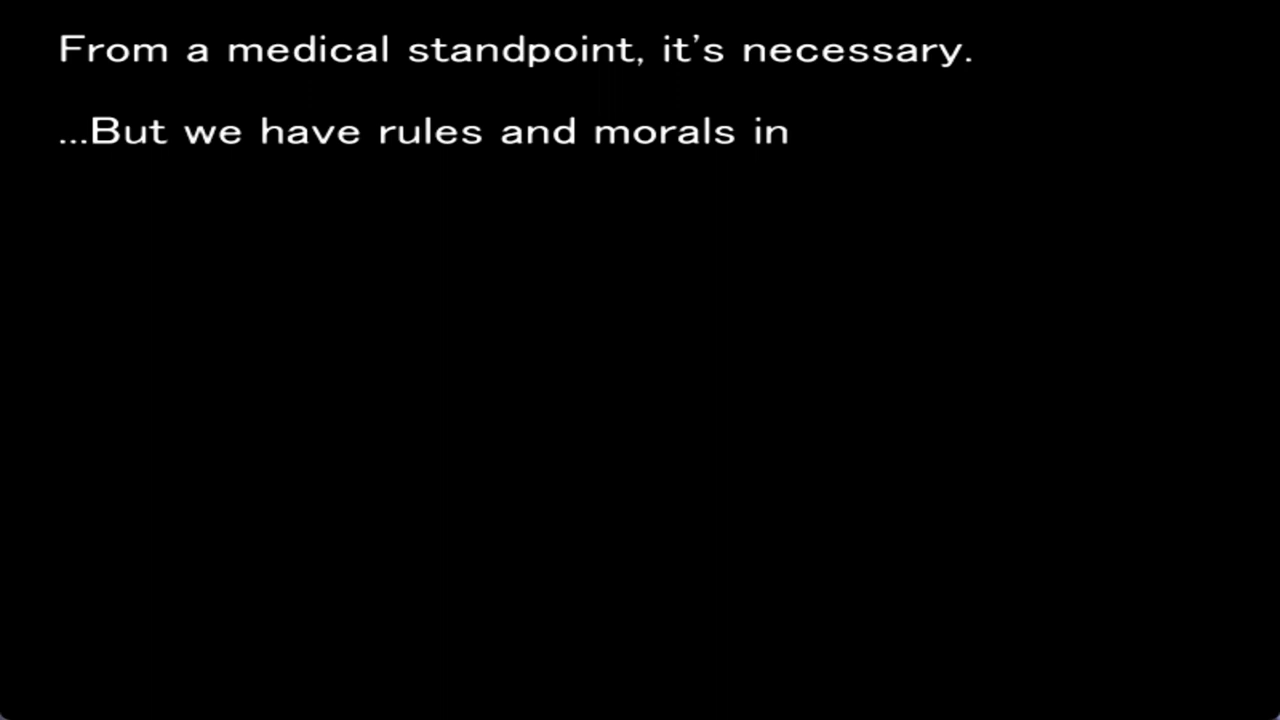 From a medical standpoint, it's necessary.
...But we have rules and morals in